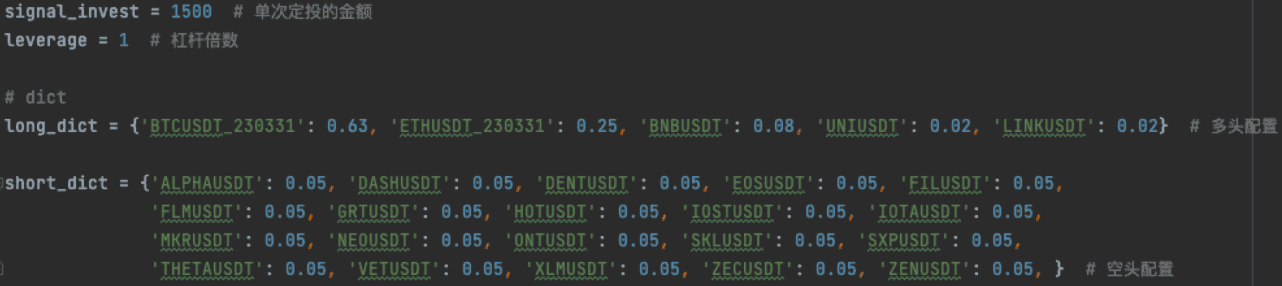 signal_invest = 1500  # 单次定投的金额
leverage = 1  # 杠杆倍数
# dict
long_dict = {'BTCUSDT_230331': 0.63, 'ETHUSDT_230331': 0.25, 'BNBUSDT': 0.08, 'UNIUSDT': 0.02, 'LINKUSDT': 0.02}  # 多头配置
short_dict = {'ALPHAUSDT': 0.05, 'DASHUSDT': 0.05, 'DENTUSDT': 0.05, 'EOSUSDT': 0.05, 'FILUSDT': 0.05,
'FLMUSDT': 0.05, 'GRTUSDT': 0.05, 'HOTUSDT': 0.05, 'IOSTUSDT': 0.05, 'IOTAUSDT': 0.05,
'MKRUSDT': 0.05, 'NEOUSDT': 0.05, 'ONTUSDT': 0.05, 'SKLUSDT': 0.05, 'SXPUSDT': 0.05,
'THETAUSDT': 0.05, 'VETUSDT': 0.05, 'XLMUSDT': 0.05, 'ZECUSDT': 0.05, 'ZENUSDT': 0.05, }  # 空头配置